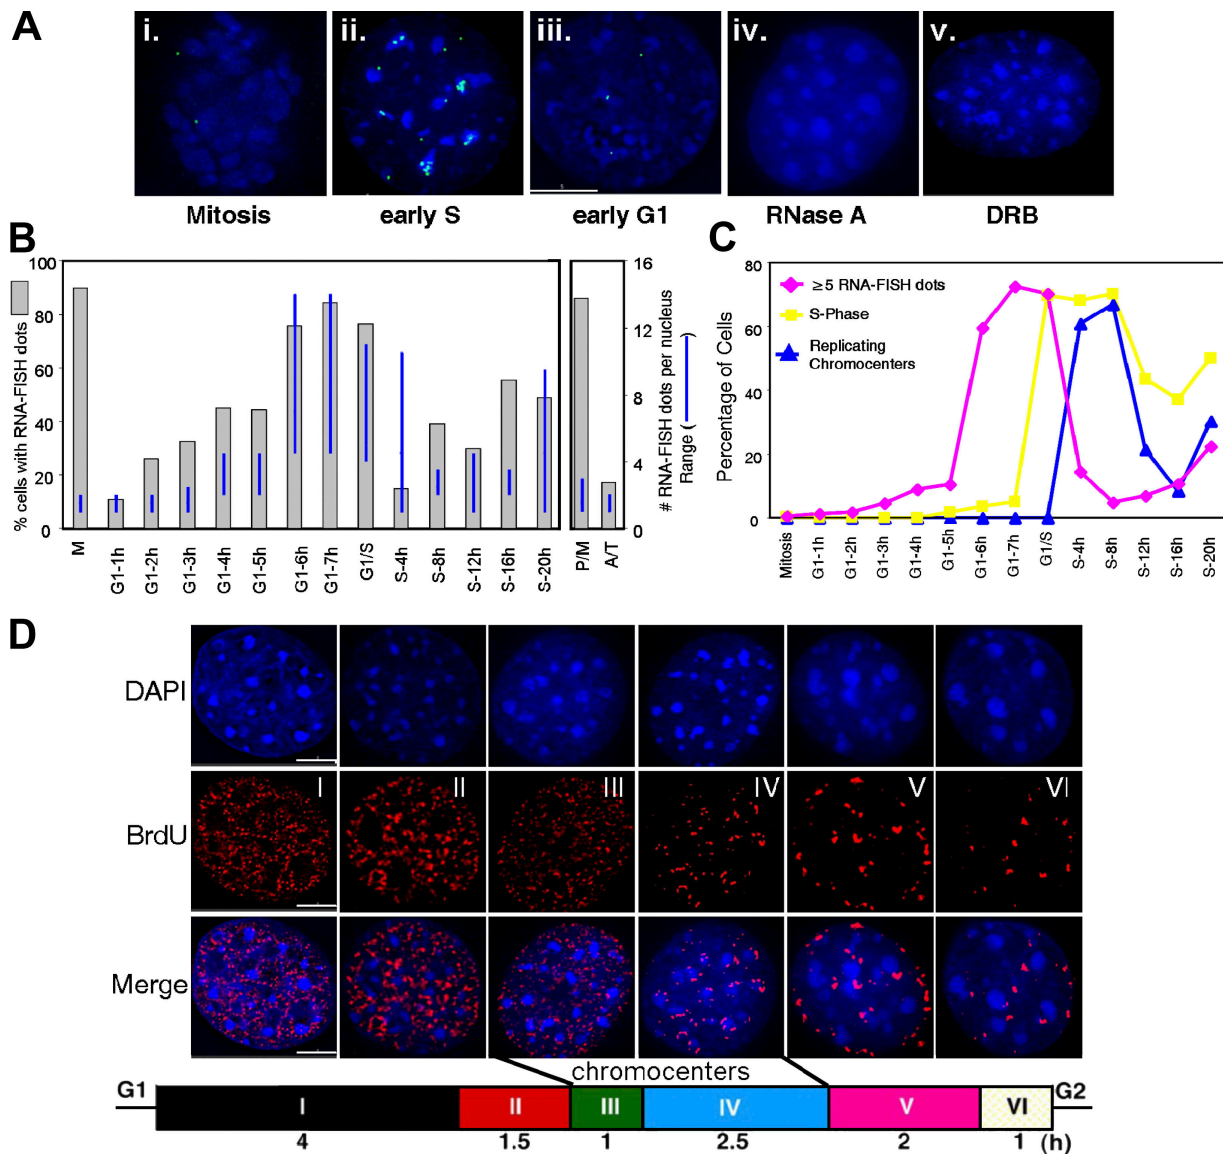 A
i.
ii.
iii.
iv.
v.
5
Mitosis
early S
early G1
RNase A
DRB
B
% cells with RNA-FISH dots
100
80
60
40
20
0
16
12
8
4
0
# RNA-FISH dots per nucleus
Range ( )
M
G1-1h
G1-2h
G1-3h
G1-4h
G1-5h
G1-6h
G1-7h
G1/S
S-4h
S-8h
S-12h
S-16h
S-20h
P/M
A/T
C
Percentage of Cells
80
60
40
20
0
≥5 RNA-FISH dots
S-Phase
Replicating
Chromocenters
Mitosis
G1-1h
G1-2h
G1-3h
G1-4h
G1-5h
G1-6h
G1-7h
G1/S
S-4h
S-8h
S-12h
S-16h
S-20h
D
DAPI
BrdU
I
II
III
IV
V
VI
Merge
chromocenters
G1
I
II
III
IV
V
VI
G2
4
1.5
1
2.5
2
1
(h)